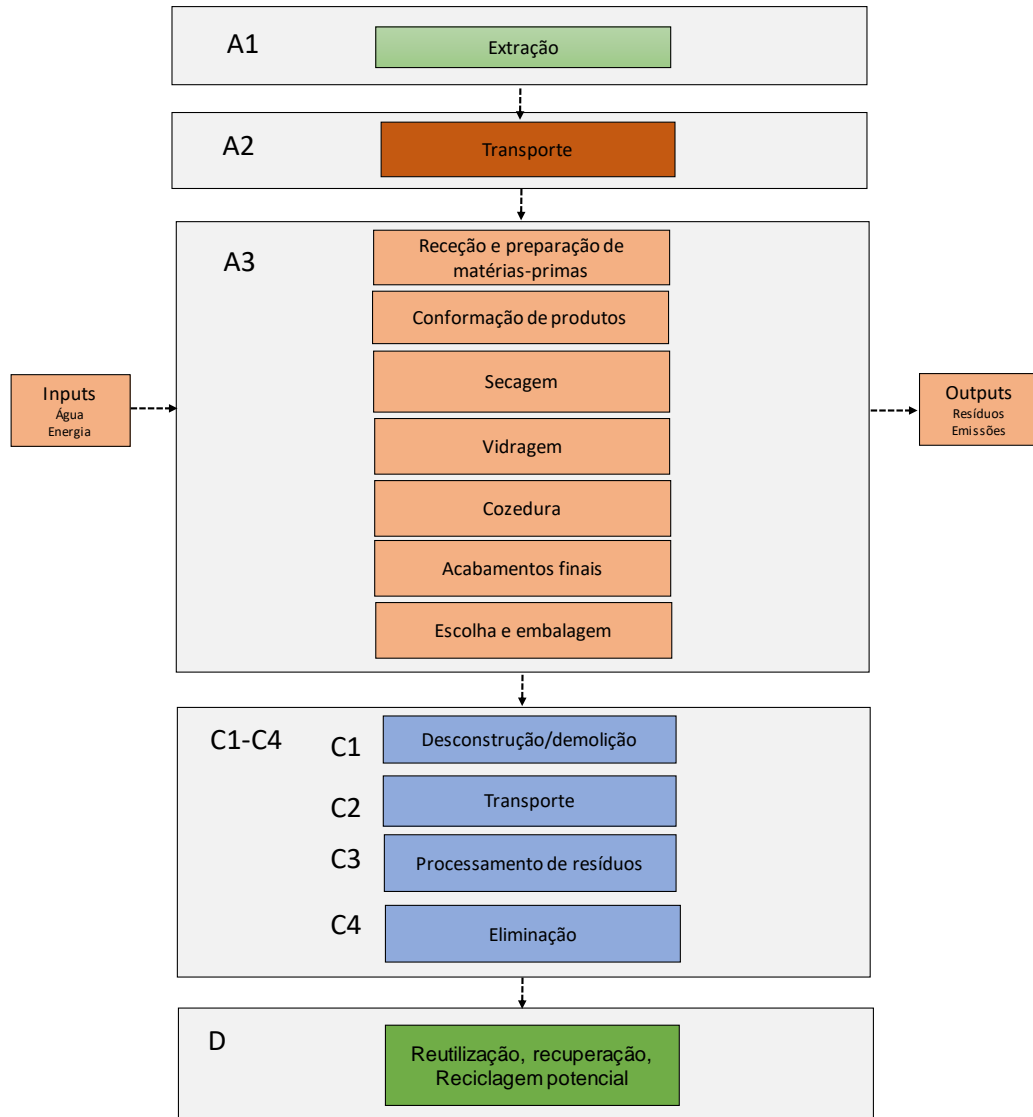 A1
Extração
A2
Transporte
A3
Receção e preparação de
matérias-primas
Conformação de produtos
Secagem
Vidragem
Cozedura
Acabamentos finais
Escolha e embalagem
Inputs
Água
Energia
Outputs
Resíduos
Emissões
C1-C4
C1
Desconstrução/demolição
C2
Transporte
C3
Processamento de resíduos
C4
Eliminação
D
Reutilização, recuperação,
Reciclagem potencial